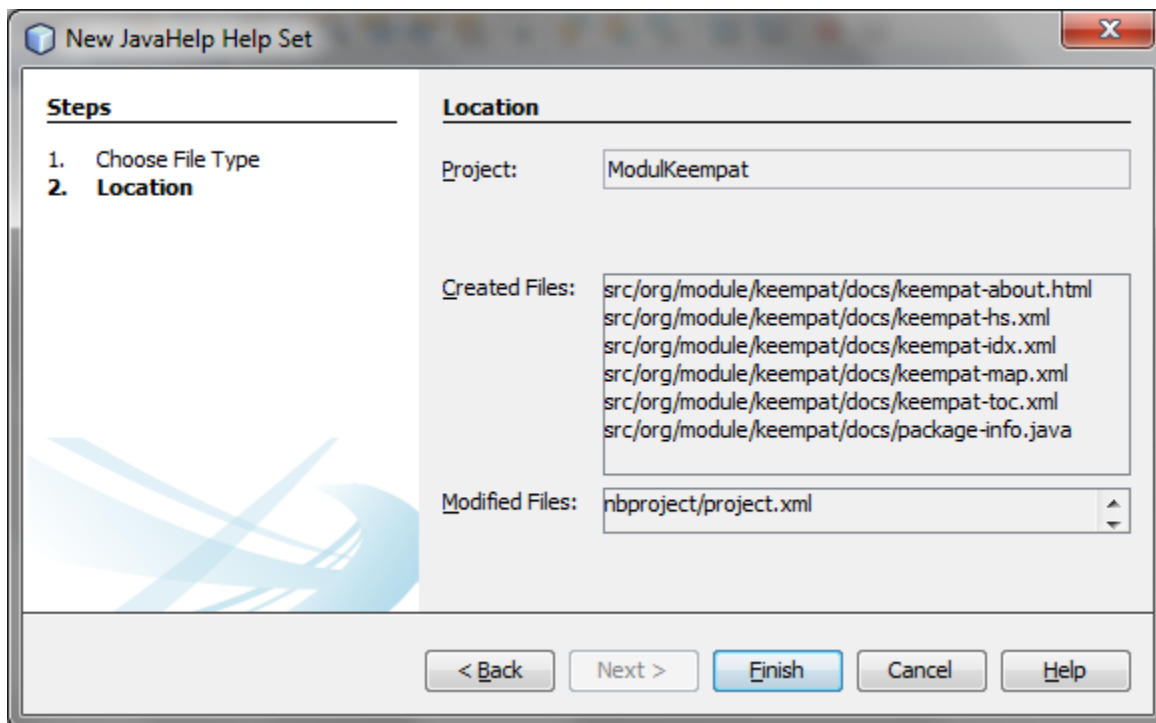 New JavaHelp Help Set
X
Steps
1. Choose File Type
2. Location
Location
Project: ModulKeempat
Created Files: src/org/module/keempat/docs/keempat-about.html
src/org/module/keempat/docs/keempat-hs.xml
src/org/module/keempat/docs/keempat-idx.xml
src/org/module/keempat/docs/keempat-map.xml
src/org/module/keempat/docs/keempat-toc.xml
src/org/module/keempat/docs/package-info.java
Modified Files: nbproject/project.xml
< Back Next > Finish Cancel Help